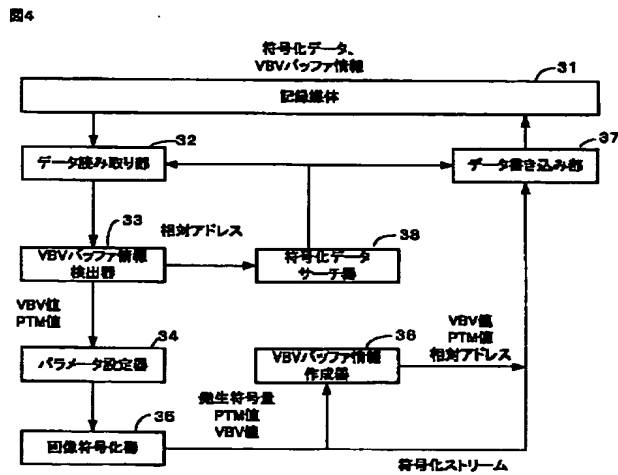 図4
符号化データ、
VBVバッファ情報
31
記録媒体
32
データ読み取り部
37
データ書き込み部
33
VBVバッファ情報
検出器
相対アドレス
38
符号化データ
サーチ器
VBV値
PTM値
34
パラメータ設定器
36
VBVバッファ情報
作成器
VBV値
PTM値
相対アドレス
35
画像符号化器
発生符号量
PTM値
VBV値
符号化ストリーム